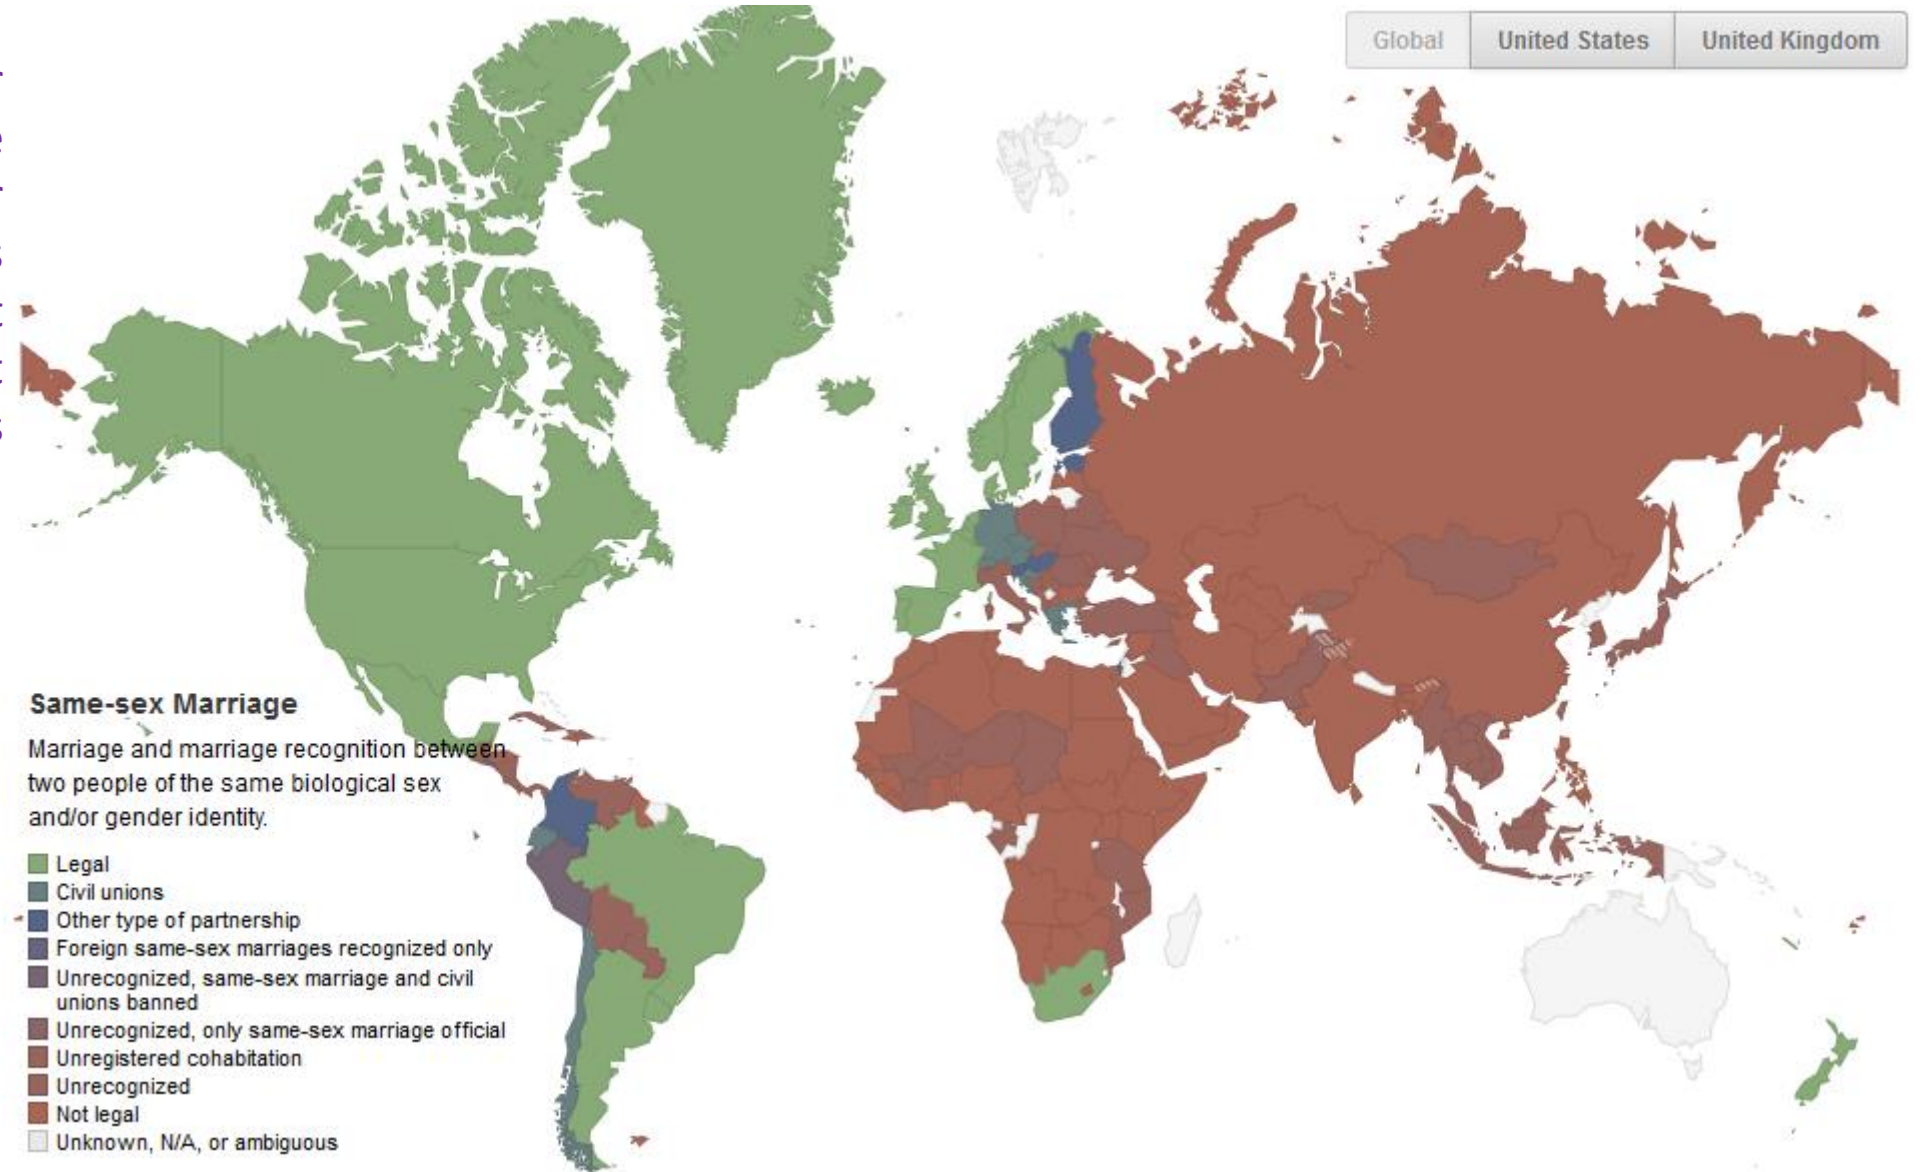 Global
United States
United Kingdom
Same-sex Marriage
Marriage and marriage recognition between
two people of the same biological sex
and/or gender identity.
Legal
Civil unions
Other type of partnership
Foreign same-sex marriages recognized only
Unrecognized, same-sex marriage and civil
unions banned
Unrecognized, only same-sex marriage official
Unregistered cohabitation
Unrecognized
Not legal
Unknown, N/A, or ambiguous